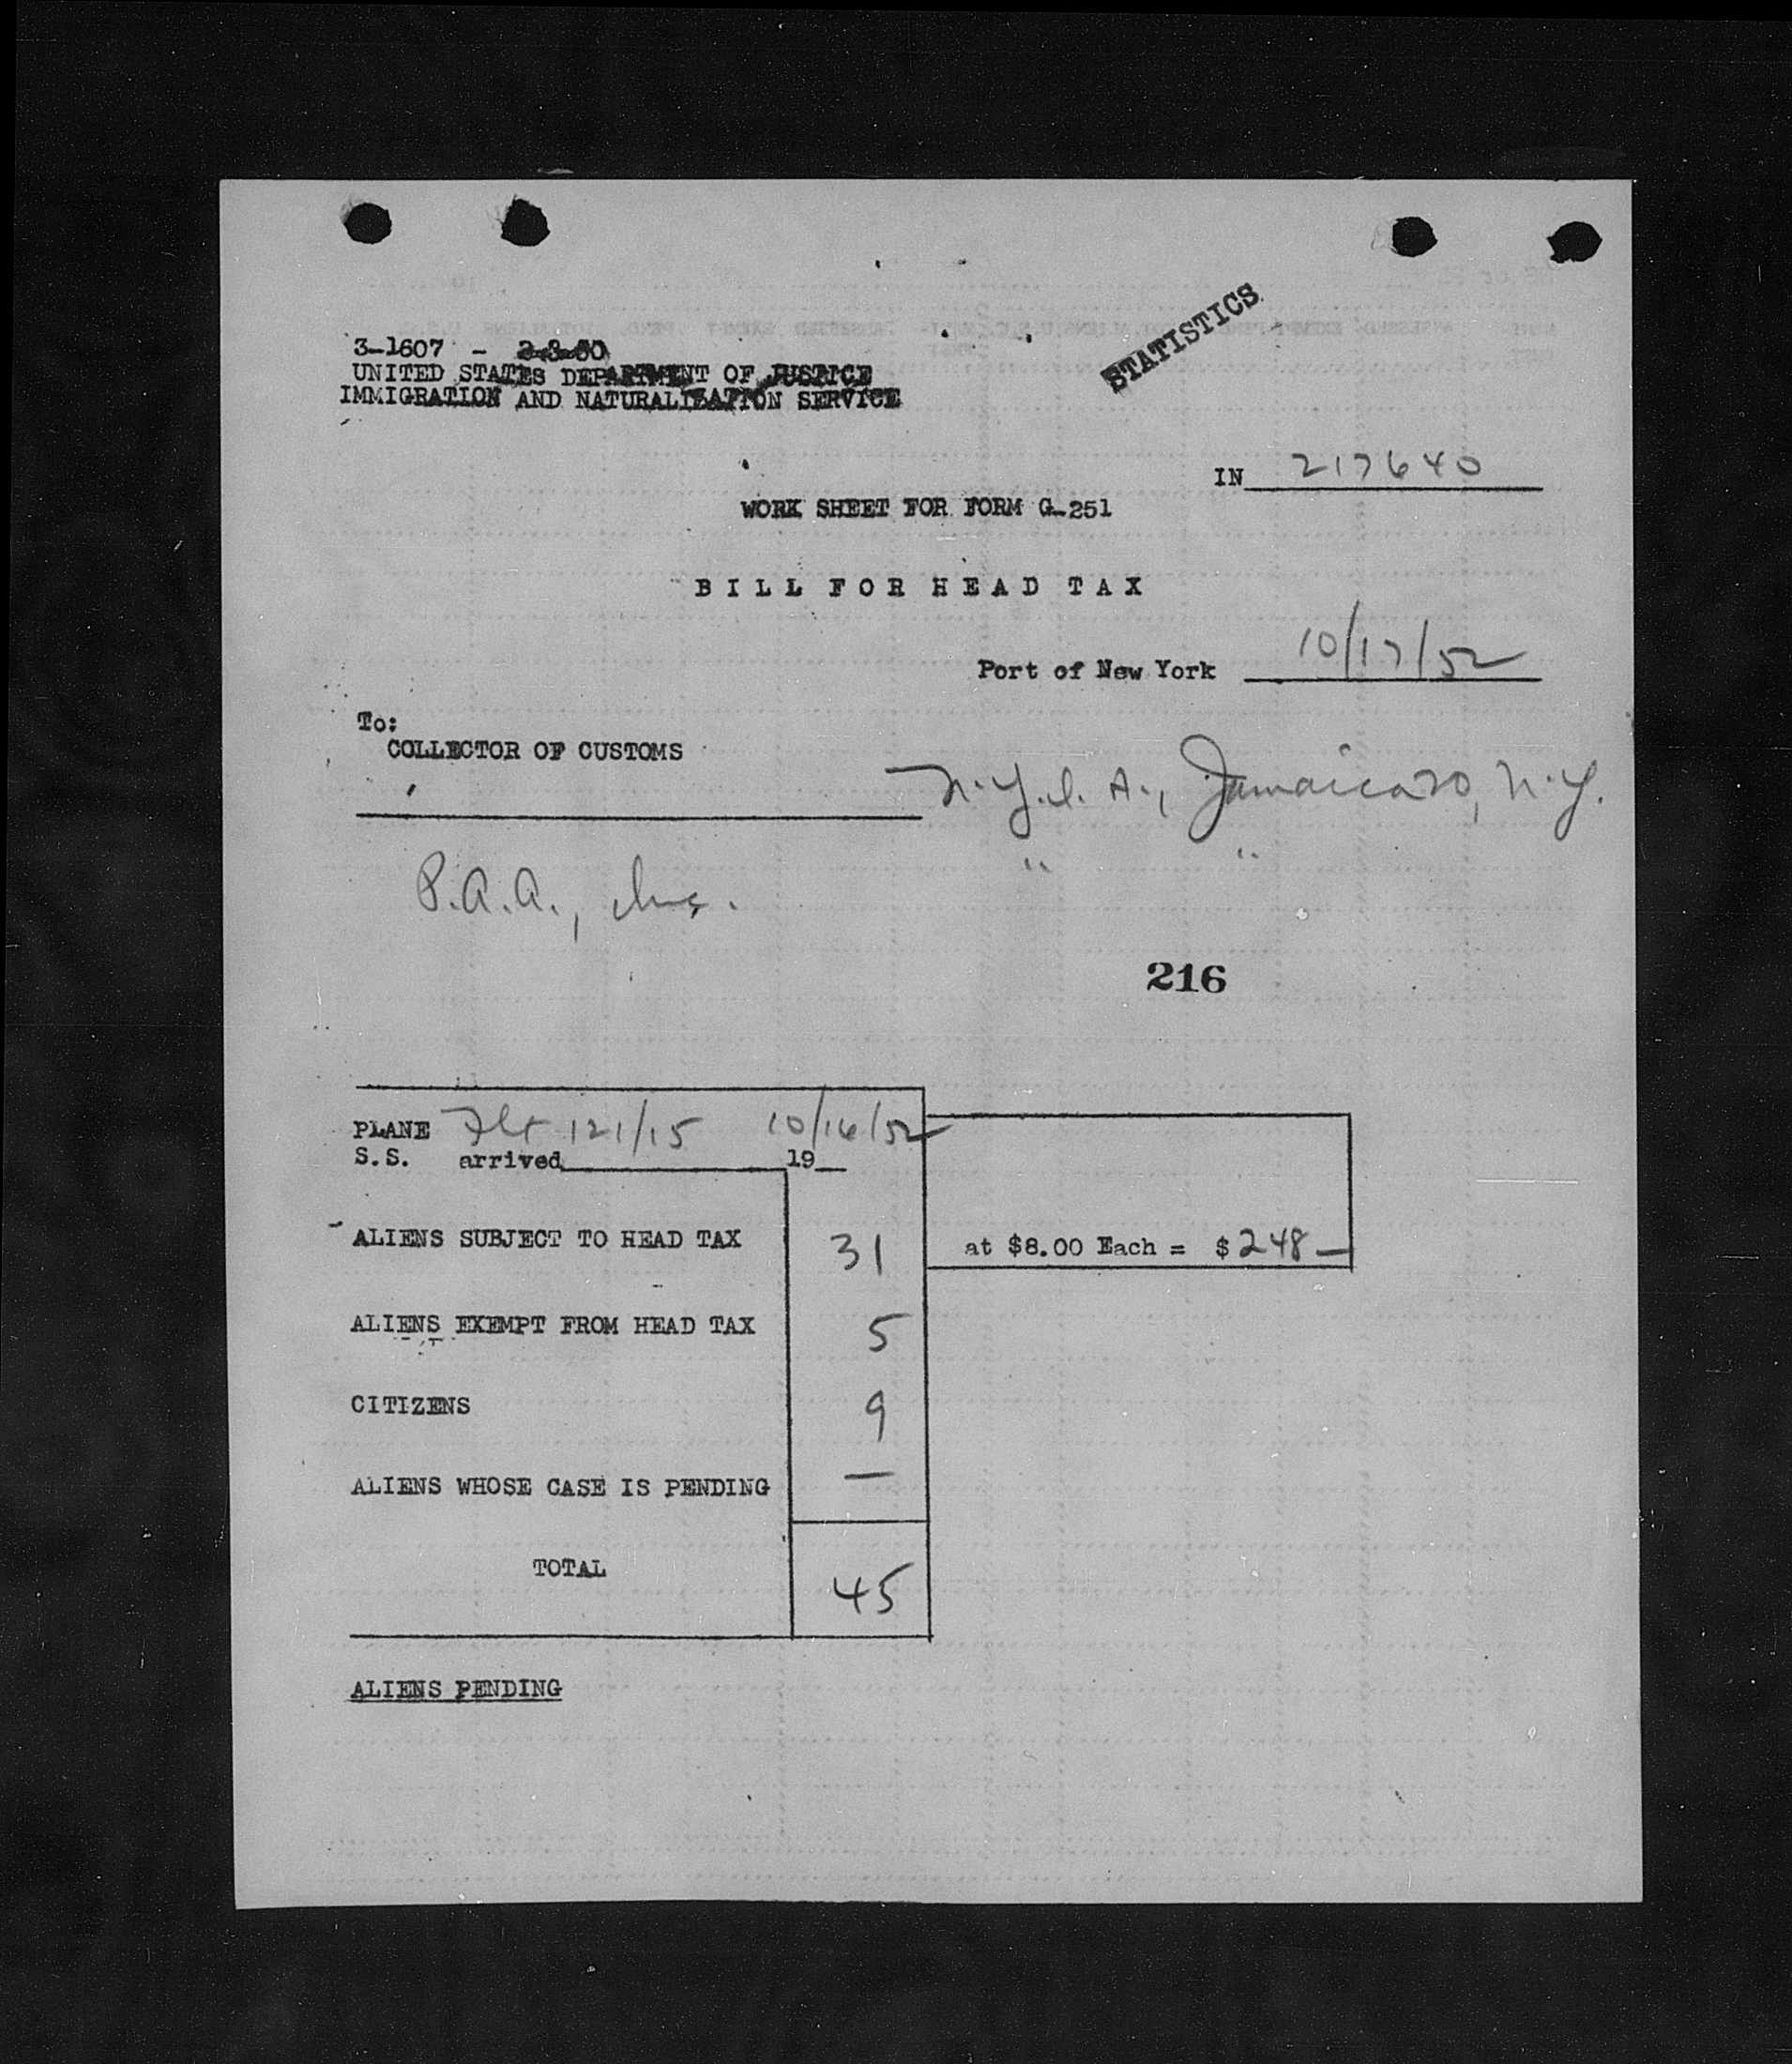 STATISTICS
3-1607 - 2-8-50
UNITED STATES DEPARTMENT OF JUSTICE
IMMIGRATION AND NATURALIZATION SERVICE
IN 217640
WORK SHEET FOR FORM G-251
BILL FOR HEAD TAX
Port of New York 10/17/52
To:
COLLECTOR OF CUSTOMS
N.Y.I.A., Jamaica 30, N.Y.
P.A.A., Inc. " "
216
PLANE Flt 121/15 10/16/52
S.S. arrived 19
ALIENS SUBJECT TO HEAD TAX 31 at $8.00 Each = $ 248 —
ALIENS EXEMPT FROM HEAD TAX 5
CITIZENS 9
ALIENS WHOSE CASE IS PENDING —
TOTAL 45
ALIENS PENDING